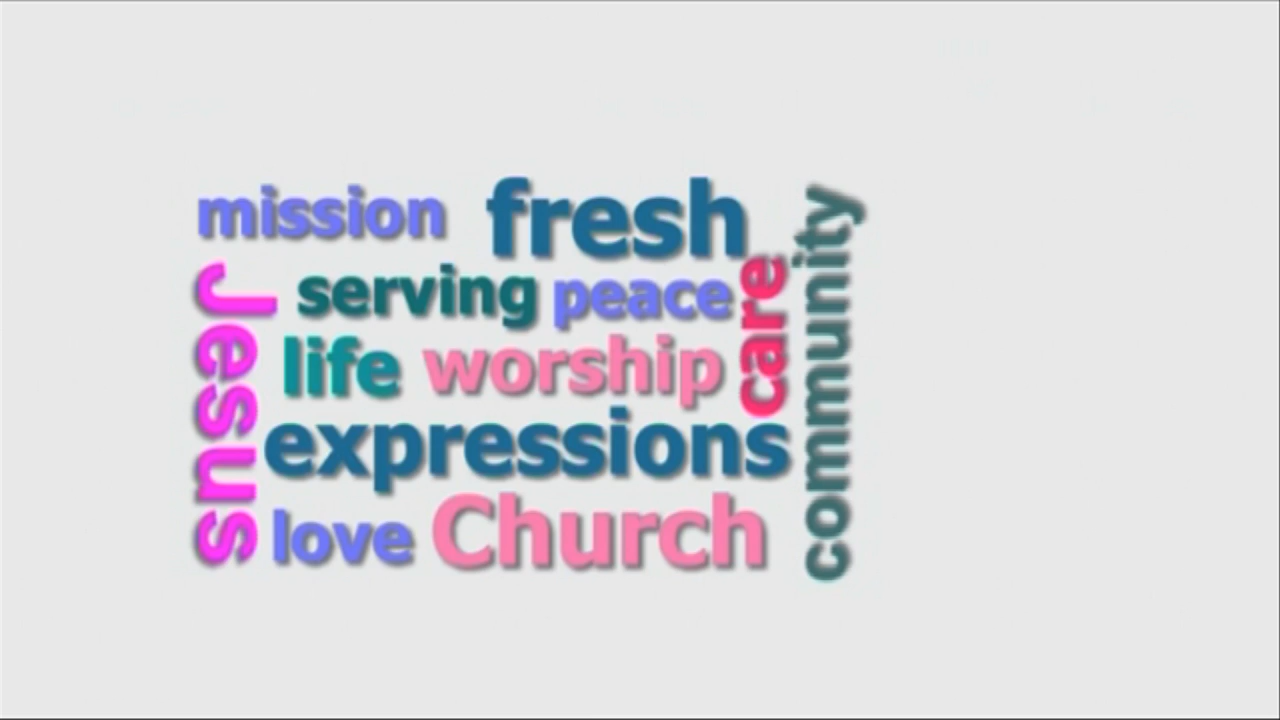 mission fresh
Jesus
serving peace
care
community
life worship
expressions
love Church